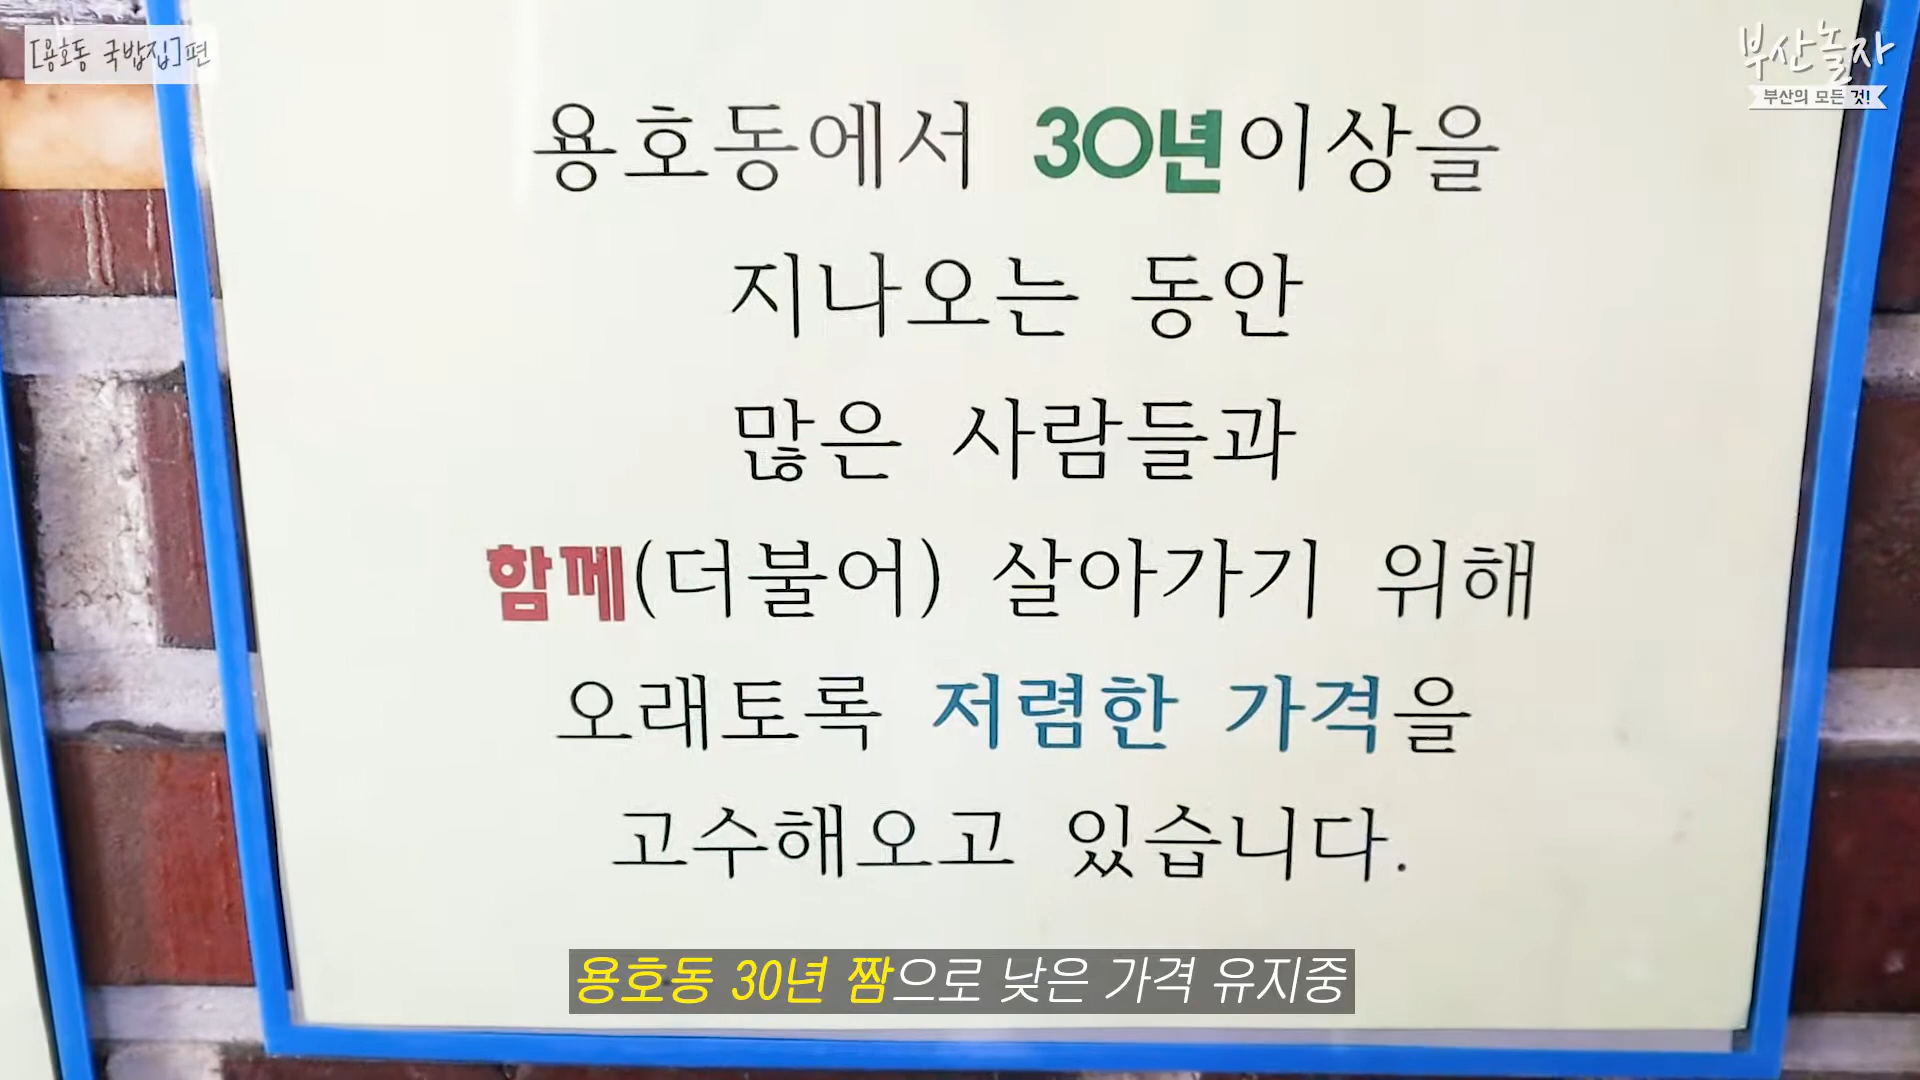 [용호동 국밥집]편
부산놀자
부산의 모든 것!
용호동에서 30년이상을
지나오는 동안
많은 사람들과
함께(더불어) 살아가기 위해
오래토록 저렴한 가격을
고수해오고 있습니다.
용호동 30년 짬으로 낮은 가격 유지중